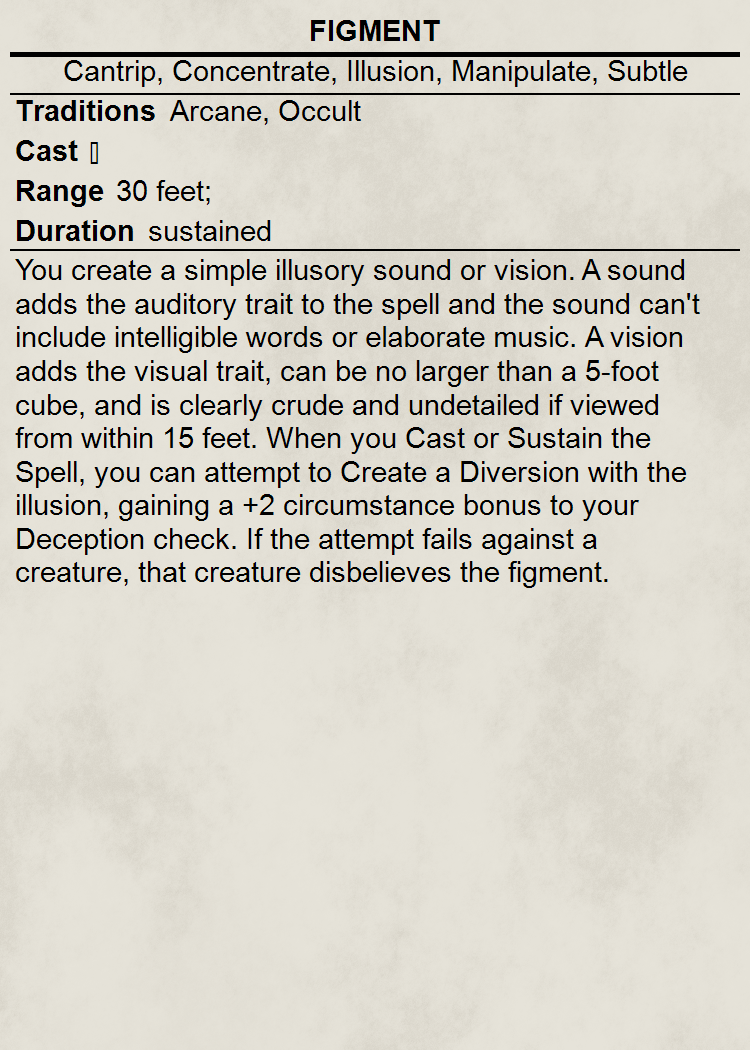 FIGMENT
Cantrip, Concentrate, Illusion, Manipulate, Subtle
Traditions Arcane, Occult
Cast ▯
Range 30 feet;
Duration sustained
You create a simple illusory sound or vision. A sound
adds the auditory trait to the spell and the sound can't
include intelligible words or elaborate music. A vision
adds the visual trait, can be no larger than a 5-foot
cube, and is clearly crude and undetailed if viewed
from within 15 feet. When you Cast or Sustain the
Spell, you can attempt to Create a Diversion with the
illusion, gaining a +2 circumstance bonus to your
Deception check. If the attempt fails against a
creature, that creature disbelieves the figment.